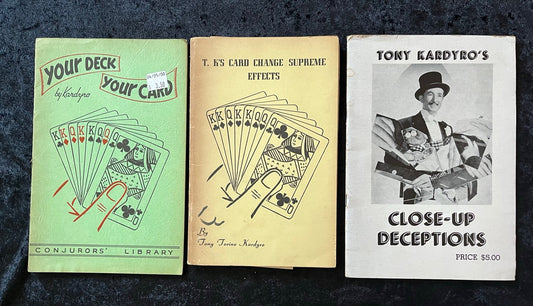 YOUR DECK
YOUR CARD
by Kardyro
CONJURORS' LIBRARY
T. K'S CARD CHANGE SUPREME
EFFECTS
By
Tony Torino Kardyro
TONY KARDYRO'S
CLOSE-UP
DECEPTIONS
PRICE $5.00